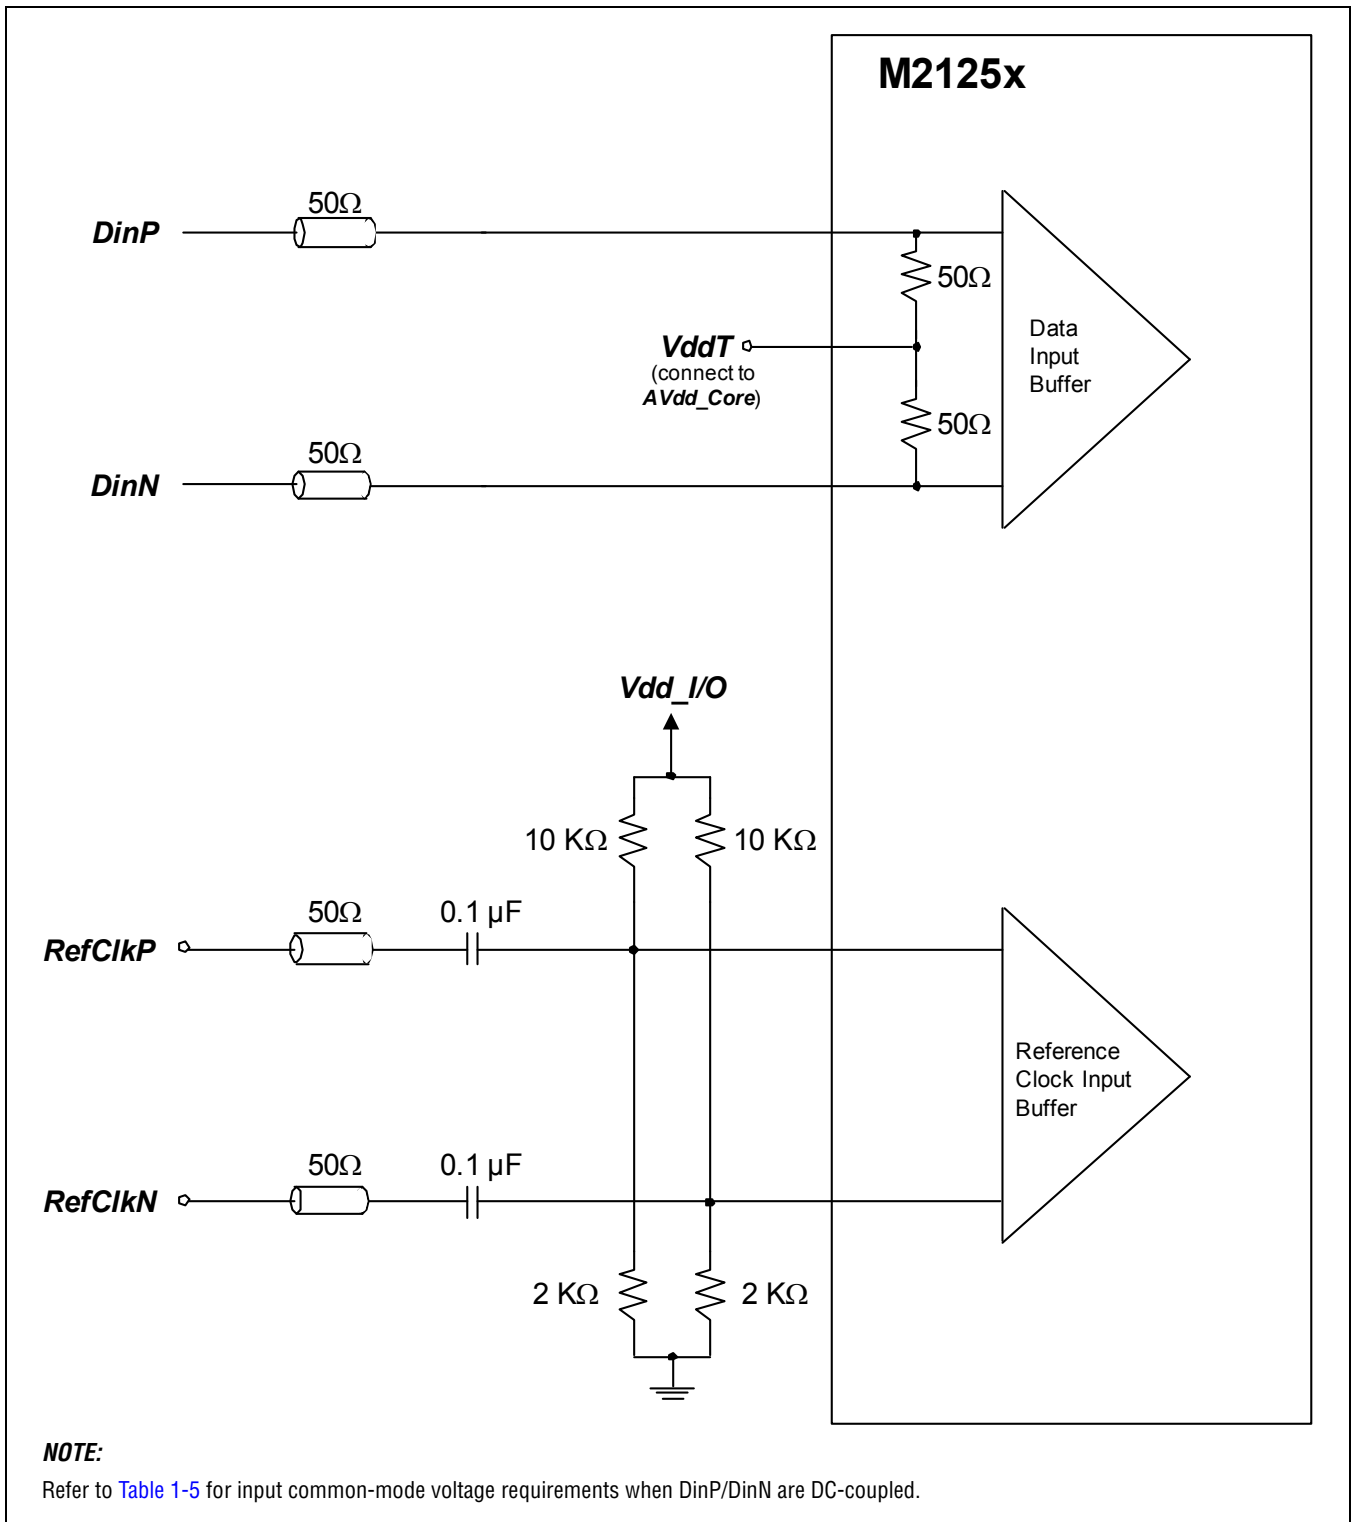 M2125x
50Ω
DinP
50Ω
VddT
(connect to
AVdd_Core)
Data
Input
Buffer
50Ω
50Ω
DinN
Vdd_I/O
10 KΩ
10 KΩ
50Ω
0.1 µF
RefClkP
Reference
Clock Input
Buffer
50Ω
0.1 µF
RefClkN
2 KΩ
2 KΩ
NOTE:
Refer to Table 1-5 for input common-mode voltage requirements when DinP/DinN are DC-coupled.